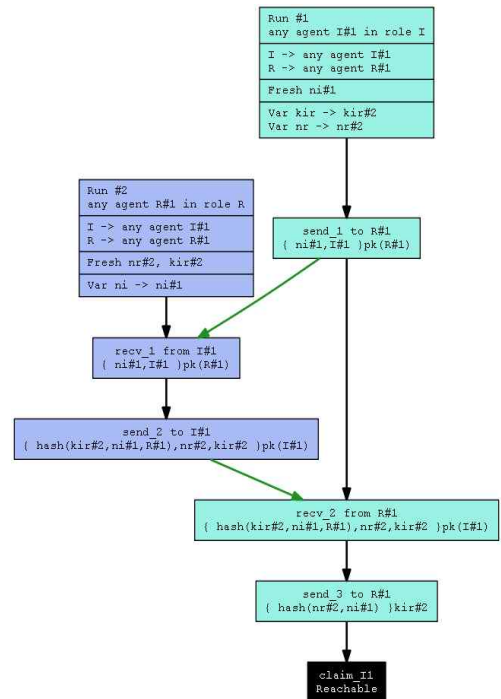 Run #1
any agent I#1 in role I
I -> any agent I#1
R -> any agent R#1
Fresh ni#1
Var kir -> kir#2
Var nr -> nr#2
Run #2
any agent R#1 in role R
I -> any agent I#1
R -> any agent R#1
Fresh nr#2, kir#2
Var ni -> ni#1
send_1 to R#1
{ ni#1,I#1 }pk(R#1)
recv_1 from I#1
{ ni#1,I#1 }pk(R#1)
send_2 to I#1
{ hash(kir#2,ni#1,R#1),nr#2,kir#2 }pk(I#1)
recv_2 from R#1
{ hash(kir#2,ni#1,R#1),nr#2,kir#2 }pk(I#1)
send_3 to R#1
{ hash(nr#2,ni#1) }kir#2
claim_I1
Reachable